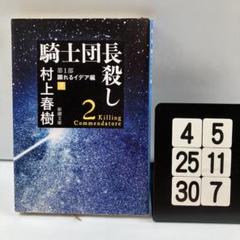 騎士団長殺し
第1部
顕れるイデア編
下
村上春樹
新潮文庫
2
Killing
Commendatore
4 5
25 11
30 7